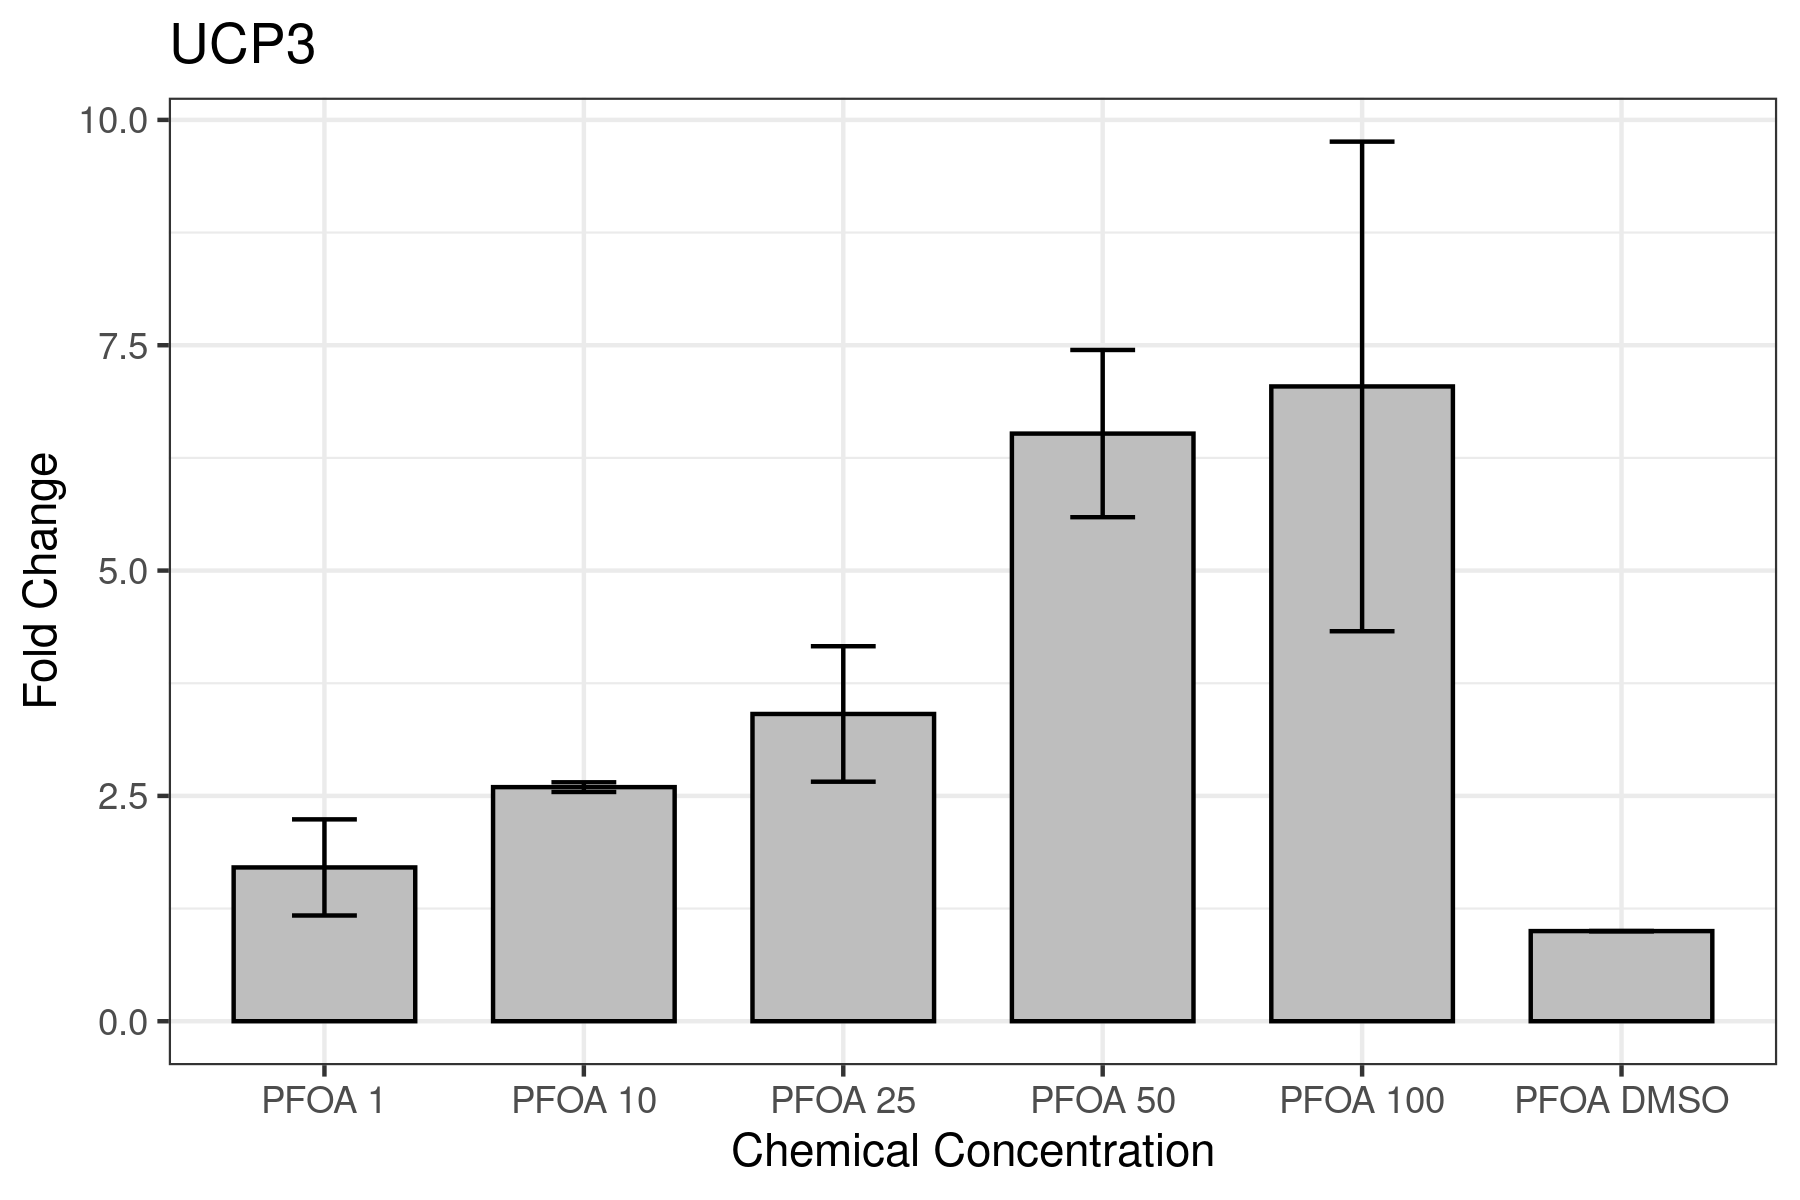 UCP3
10.0
7.5
5.0
2.5
0.0
Fold Change
PFOA 1 PFOA 10 PFOA 25 PFOA 50 PFOA 100 PFOA DMSO
Chemical Concentration